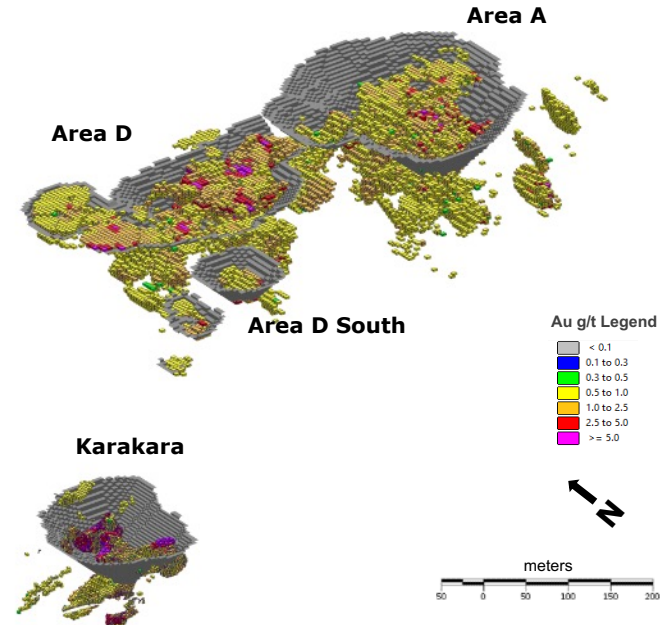 Area A
Area D
Area D South
Au g/t Legend
< 0.1
0.1 to 0.3
0.3 to 0.5
0.5 to 1.0
1.0 to 2.5
2.5 to 5.0
>= 5.0
Karakara
N
meters
50 0 50 100 150 200